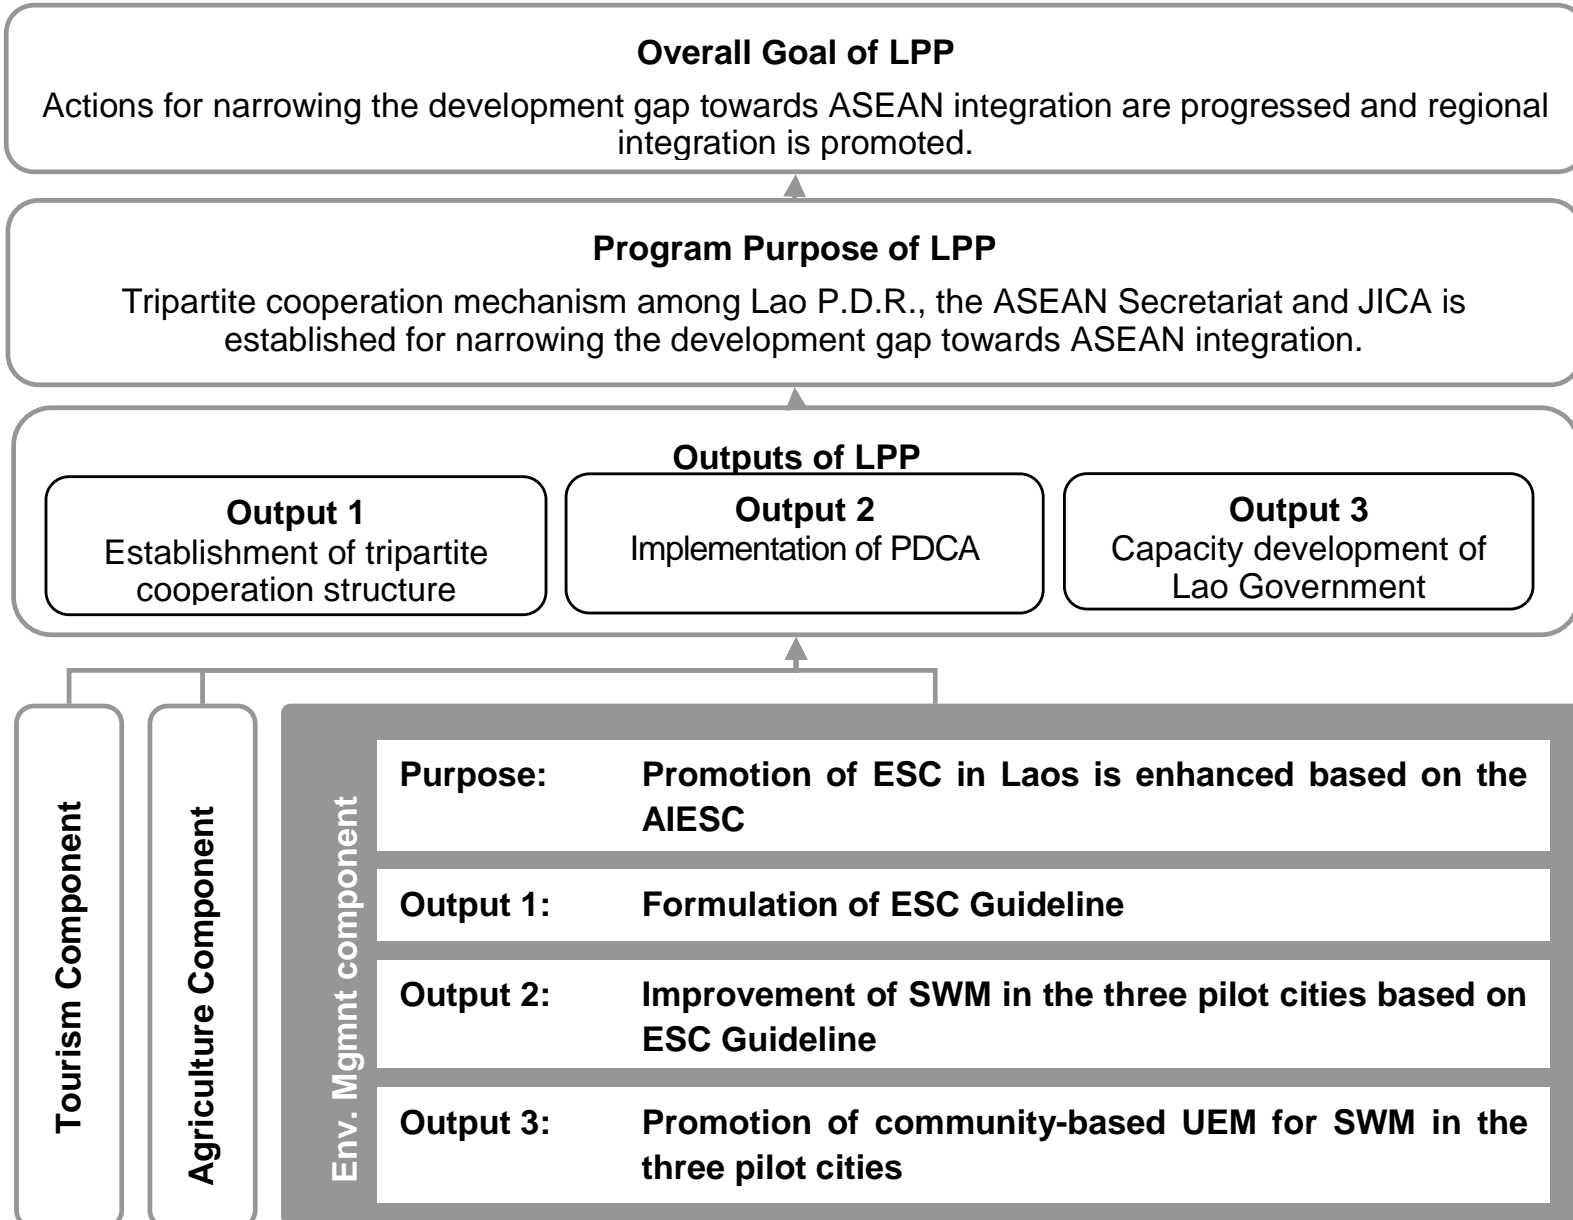 Overall Goal of LPP
Actions for narrowing the development gap towards ASEAN integration are progressed and regional
integration is promoted.
Program Purpose of LPP
Tripartite cooperation mechanism among Lao P.D.R., the ASEAN Secretariat and JICA is
established for narrowing the development gap towards ASEAN integration.
Outputs of LPP
Output 1
Establishment of tripartite
cooperation structure
Output 2
Implementation of PDCA
Output 3
Capacity development of
Lao Government
Tourism Component
Agriculture Component
Env. Mgmnt component
Purpose: Promotion of ESC in Laos is enhanced based on the
AIESC
Output 1: Formulation of ESC Guideline
Output 2: Improvement of SWM in the three pilot cities based on
ESC Guideline
Output 3: Promotion of community-based UEM for SWM in the
three pilot cities